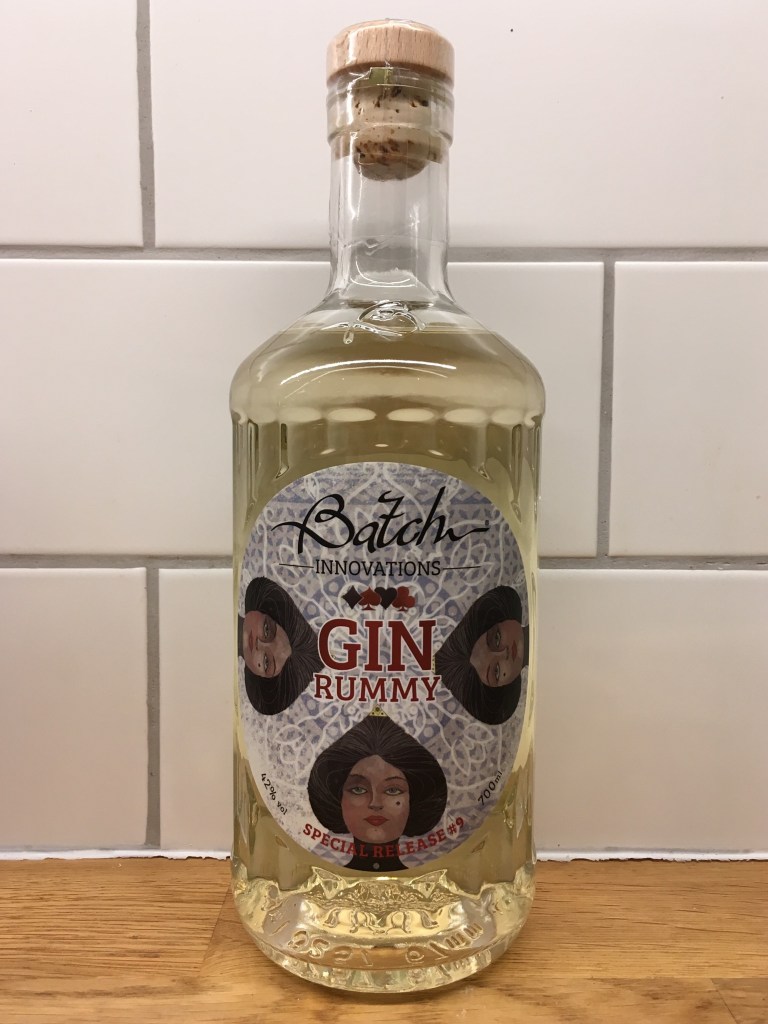 Batch
INNOVATIONS
GIN
RUMMY
42% vol
700ml
SPECIAL RELEASE #9